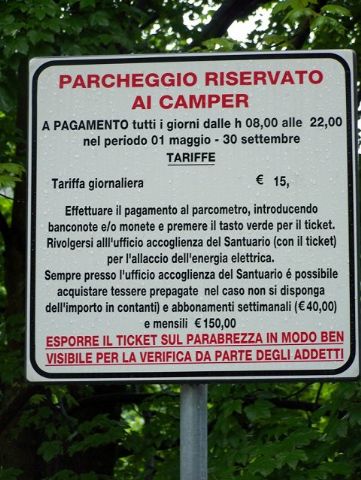 PARCHEGGIO RISERVATO
AI CAMPER
A PAGAMENTO tutti i giorni dalle h 08,00 alle 22,00
nel periodo 01 maggio - 30 settembre
TARIFFE
Tariffa giornaliera € 15,
Effettuare il pagamento al parcometro, introducendo
banconote e/o monete e premere il tasto verde per il ticket.
Rivolgersi alll'ufficio accoglienza del Santuario (con il ticket)
per l'allaccio dell'energia elettrica.
Sempre presso l'ufficio accoglienza del Santuario é possibile
acquistare tessere prepagate nel caso non si disponga
dell'importo in contanti) e abbonamenti settimanali (€ 40,00)
e mensili € 150,00
ESPORRE IL TICKET SUL PARABREZZA IN MODO BEN
VISIBILE PER LA VERIFICA DA PARTE DEGLI ADDETTI